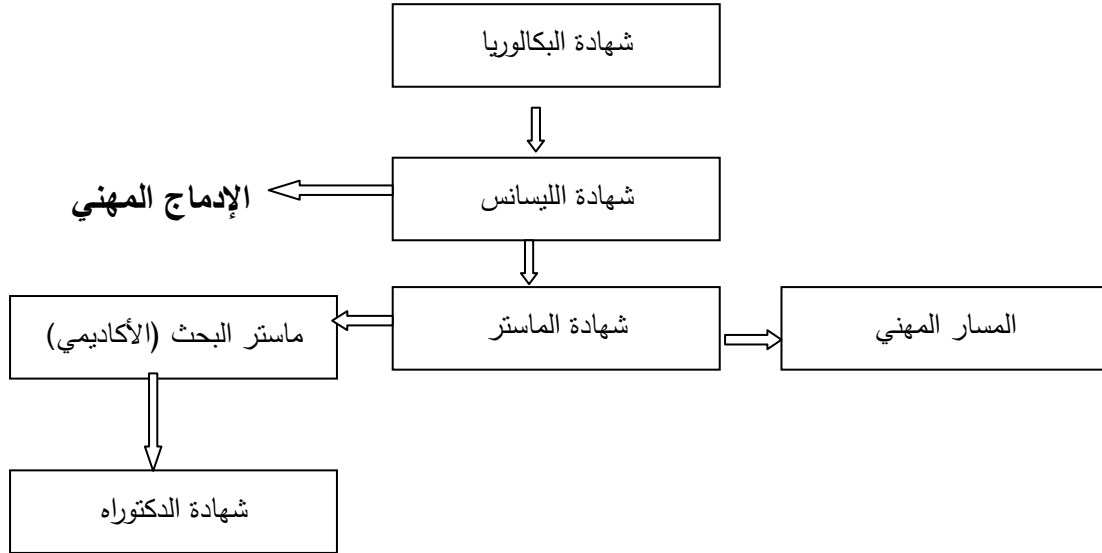 شهادة البكالوريا
شهادة الليسانس
الإدماج المهني
شهادة الماستر
المسار المهني
ماستر البحث (الأكاديمي)
شهادة الدكتوراه